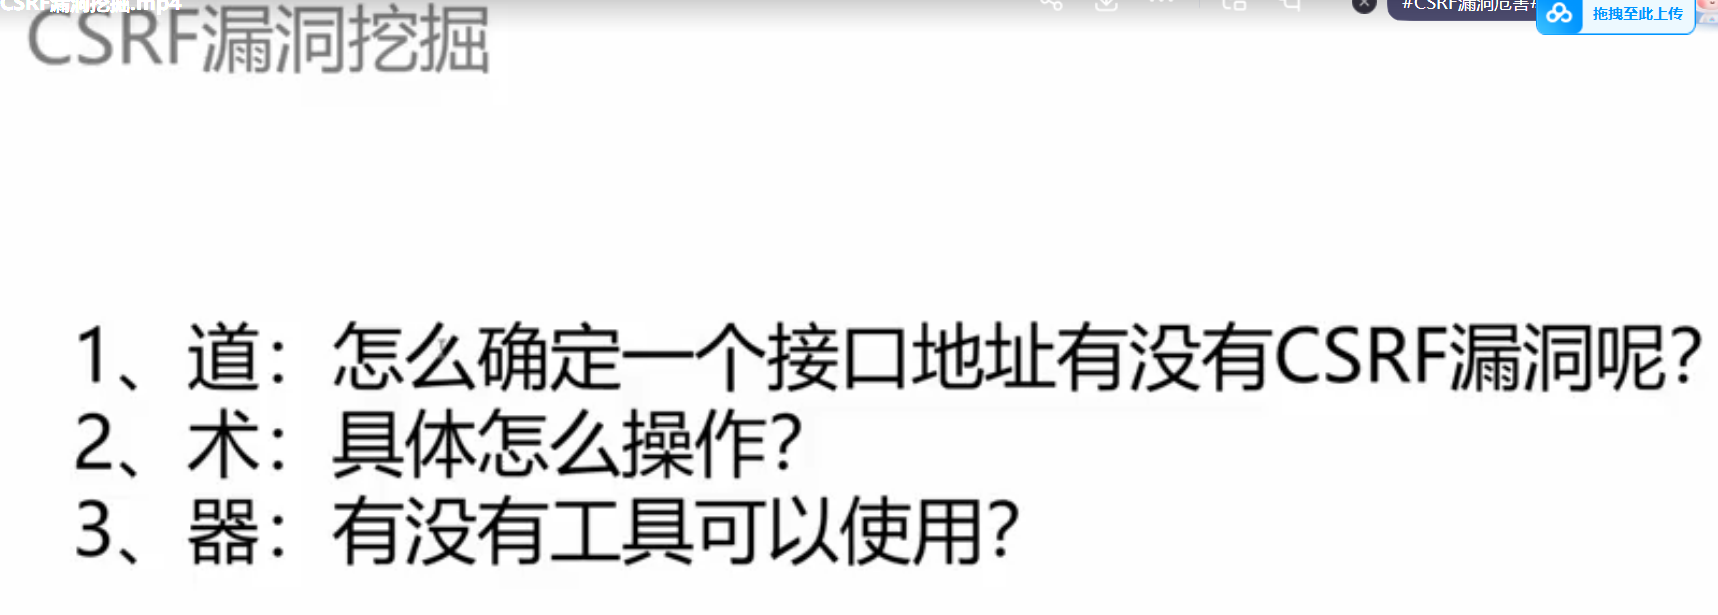 CSRF漏洞挖掘.mp4
#CSRF漏洞危害#
拖拽至此上传
CSRF漏洞挖掘
1、道：怎么确定一个接口地址有没有CSRF漏洞呢？
2、术：具体怎么操作？
3、器：有没有工具可以使用？